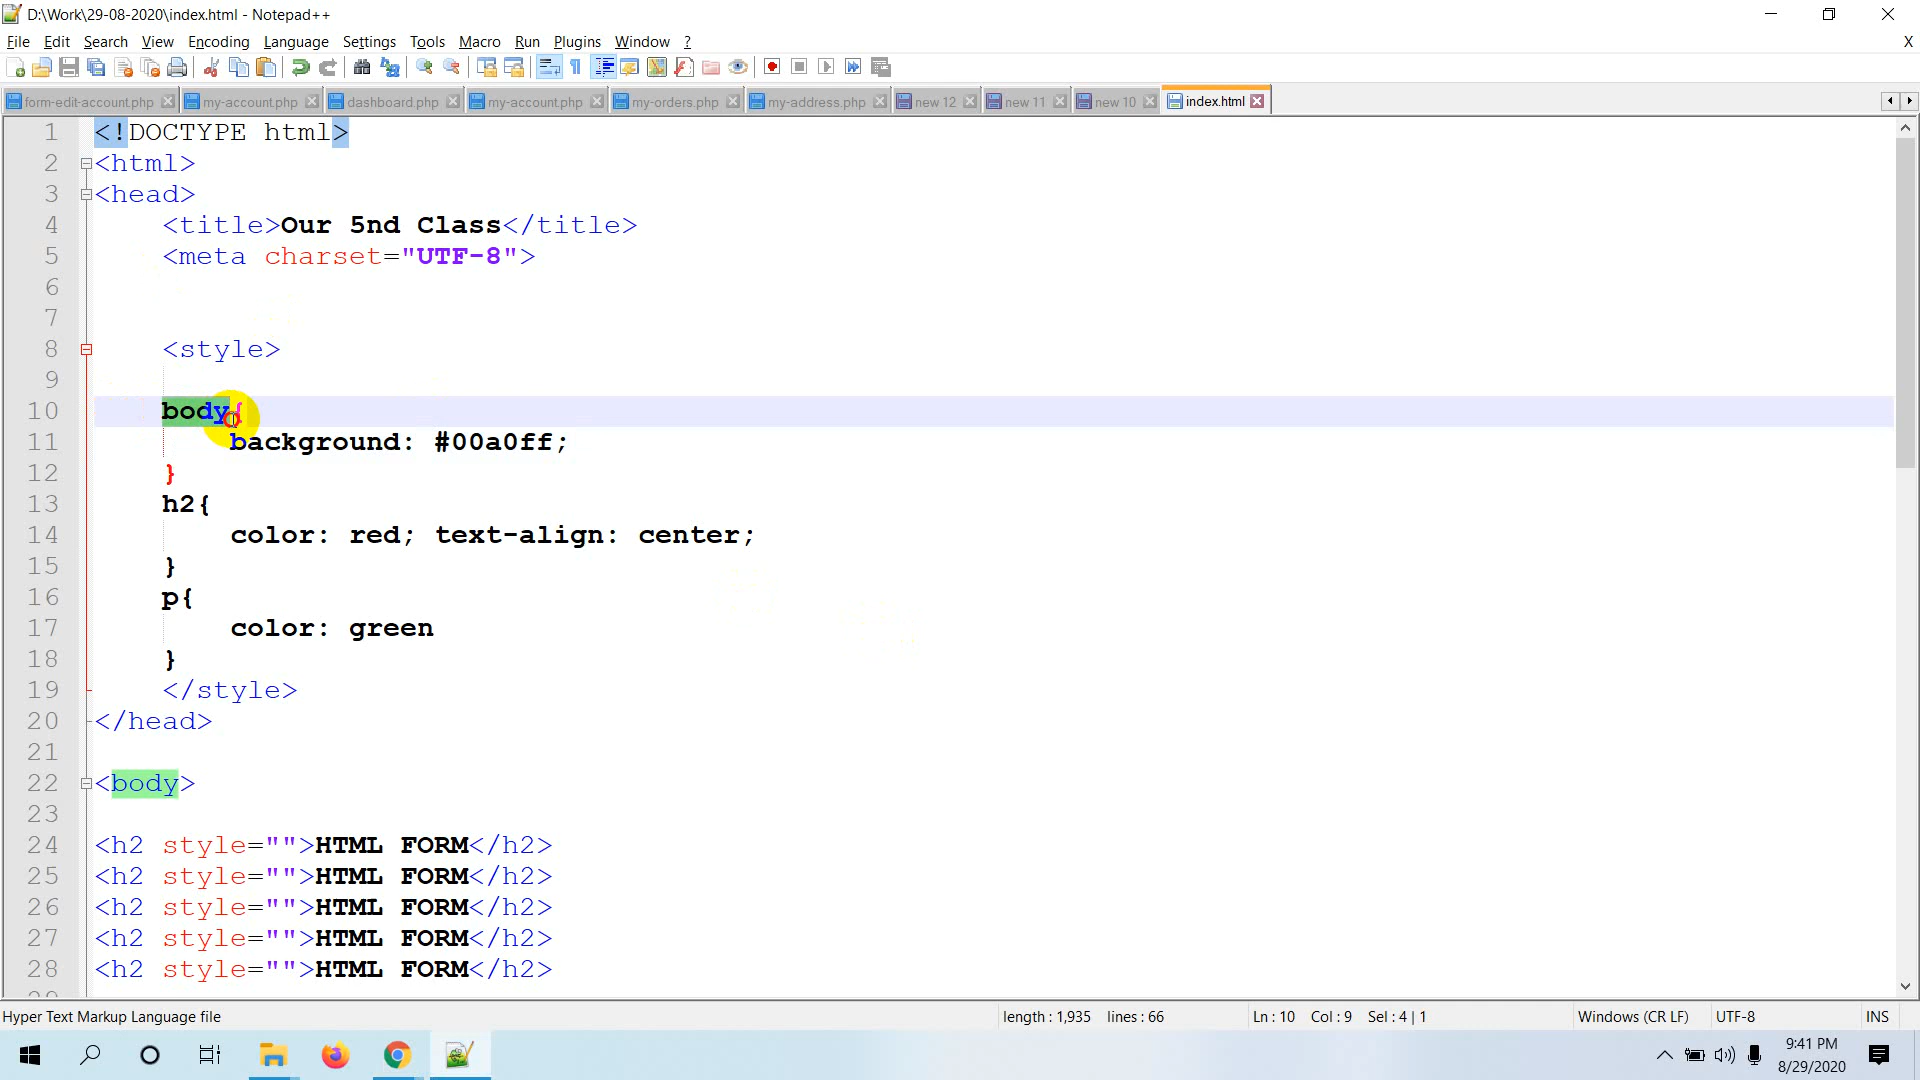 D:\Work\29-08-2020\index.html - Notepad++
File Edit Search View Encoding Language Settings Tools Macro Run Plugins Window ? X
form-edit-account.php my-account.php dashboard.php my-account.php my-orders.php my-address.php new 12 new 11 new 10 index.html
1 <!DOCTYPE html>
2 <html>
3 <head>
4 <title>Our 5nd Class</title>
5 <meta charset="UTF-8">
6
7
8 <style>
9
10 body{
11 background: #00a0ff;
12 }
13 h2{
14 color: red; text-align: center;
15 }
16 p{
17 color: green
18 }
19 </style>
20 </head>
21
22 <body>
23
24 <h2 style="">HTML FORM</h2>
25 <h2 style="">HTML FORM</h2>
26 <h2 style="">HTML FORM</h2>
27 <h2 style="">HTML FORM</h2>
28 <h2 style="">HTML FORM</h2>
29
Hyper Text Markup Language file length : 1,935 lines : 66 Ln : 10 Col : 9 Sel : 4 | 1 Windows (CR LF) UTF-8 INS
9:41 PM
8/29/2020